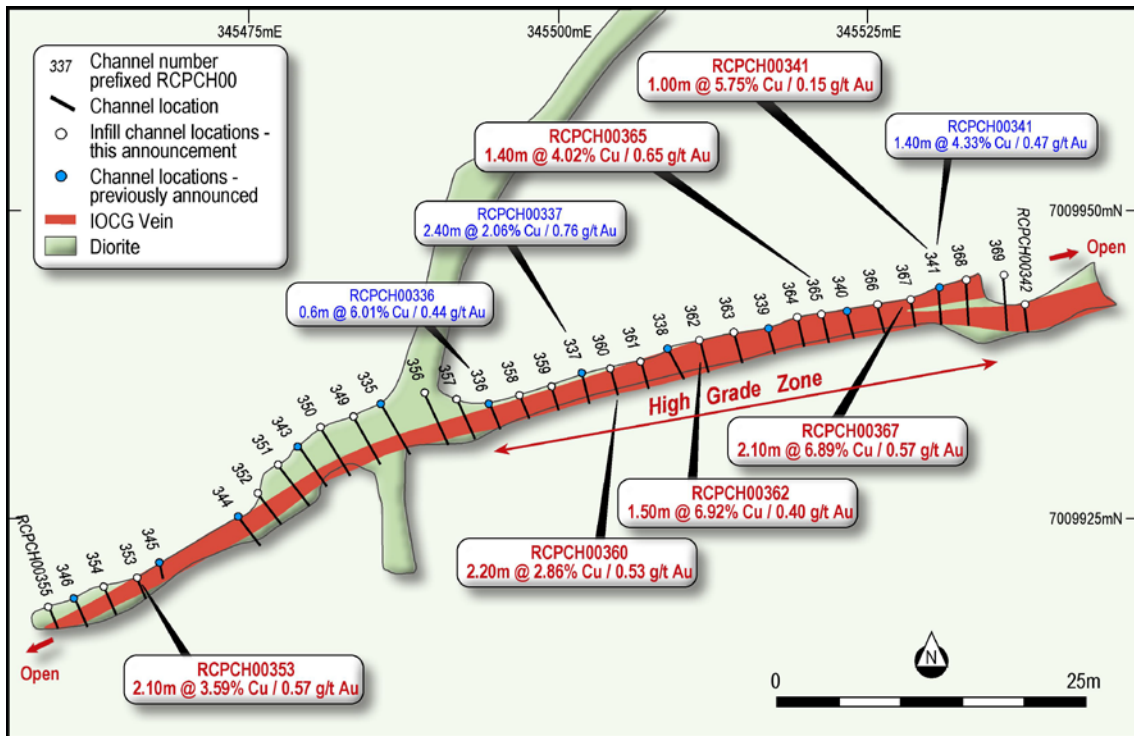 345475mE
345500mE
345525mE
337
Channel number
prefixed RCPCH00
Channel location
Infill channel locations -
this announcement
Channel locations -
previously announced
IOCG Vein
Diorite
RCPCH00341
1.00m @ 5.75% Cu / 0.15 g/t Au
RCPCH00365
1.40m @ 4.02% Cu / 0.65 g/t Au
RCPCH00341
1.40m @ 4.33% Cu / 0.47 g/t Au
RCPCH00337
2.40m @ 2.06% Cu / 0.76 g/t Au
RCPCH00336
0.6m @ 6.01% Cu / 0.44 g/t Au
7009950mN
Open
RCPCH00355
346
354
353
345
344
352
351
343
350
349
335
356
357
336
358
359
337
360
361
338
362
363
339
364
365
340
366
367
341
368
369
RCPCH00342
High Grade Zone
RCPCH00367
2.10m @ 6.89% Cu / 0.57 g/t Au
RCPCH00362
1.50m @ 6.92% Cu / 0.40 g/t Au
7009925mN
RCPCH00360
2.20m @ 2.86% Cu / 0.53 g/t Au
Open
RCPCH00353
2.10m @ 3.59% Cu / 0.57 g/t Au
N
0
25m